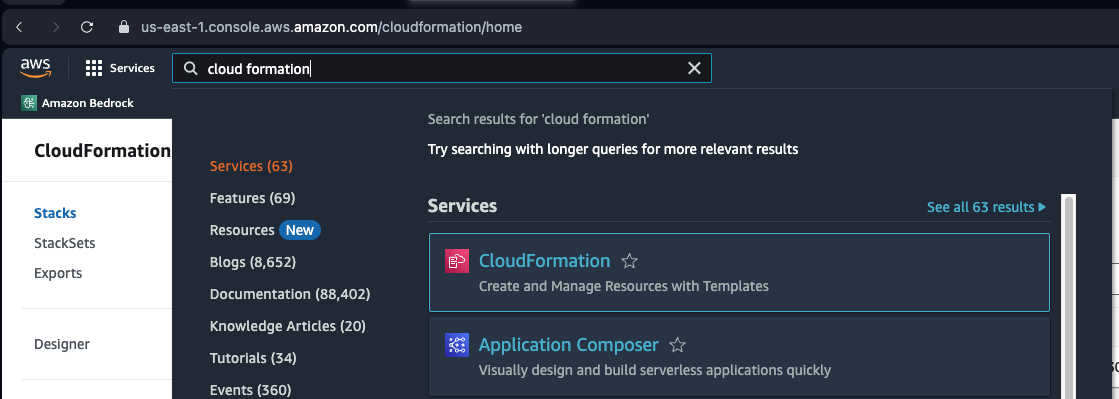 us-east-1.console.aws.amazon.com/cloudformation/home
aws
Services
cloud formation
Amazon Bedrock
CloudFormation
Stacks
StackSets
Exports
Designer
Services (63)
Features (69)
Resources New
Blogs (8,652)
Documentation (88,402)
Knowledge Articles (20)
Tutorials (34)
Events (360)
Search results for 'cloud formation'
Try searching with longer queries for more relevant results
Services
See all 63 results
CloudFormation
Create and Manage Resources with Templates
Application Composer
Visually design and build serverless applications quickly